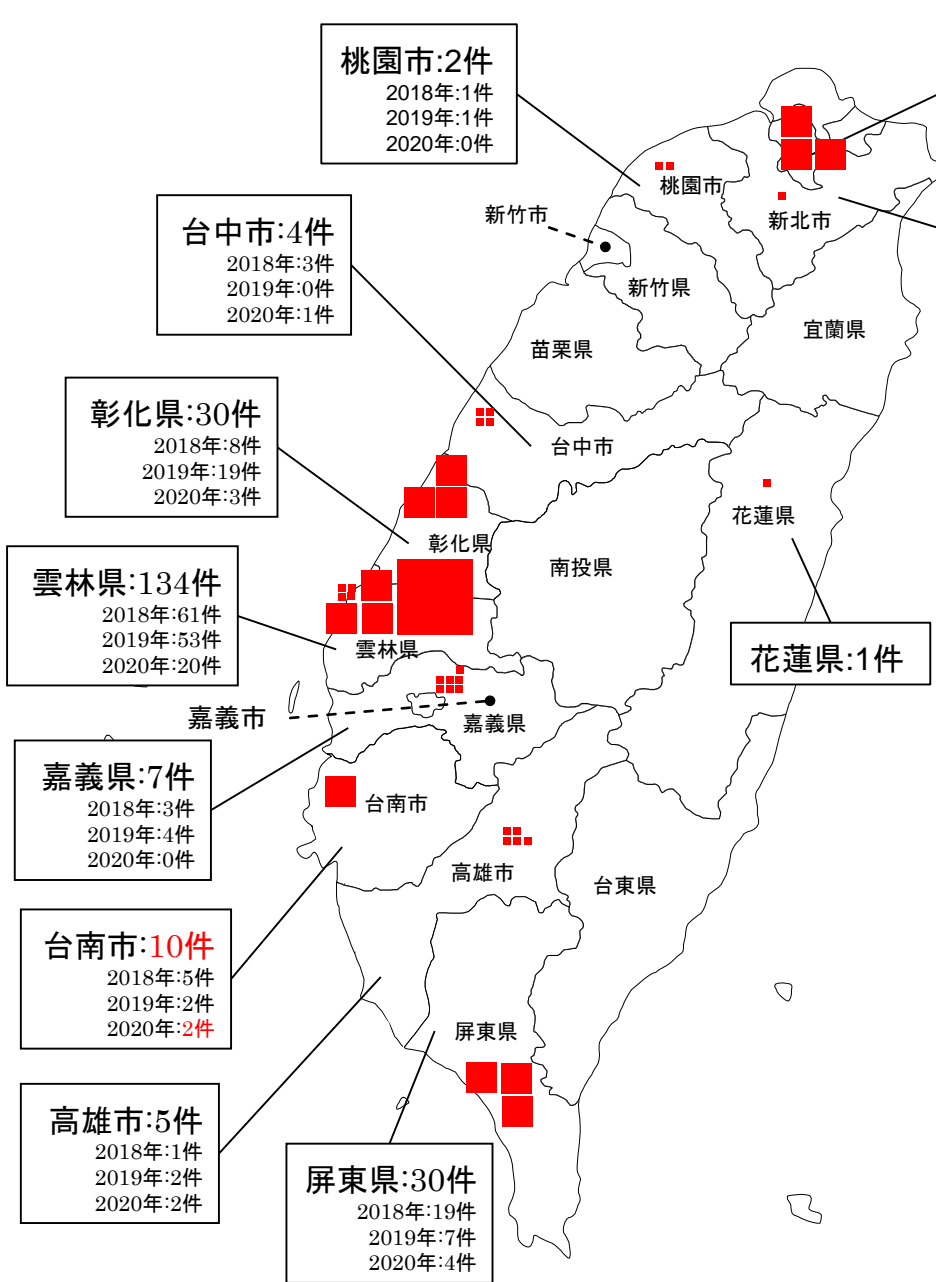 桃園市:2件
2018年:1件
2019年:1件
2020年:0件
桃園市
新北市
新竹市
新竹県
宜蘭県
苗栗県
台中市:4件
2018年:3件
2019年:0件
2020年:1件
台中市
彰化県:30件
2018年:8件
2019年:19件
2020年:3件
彰化県
花蓮県
南投県
雲林県:134件
2018年:61件
2019年:53件
2020年:20件
雲林県
花蓮県:1件
嘉義市
嘉義県
嘉義県:7件
2018年:3件
2019年:4件
2020年:0件
台南市
高雄市
台東県
台南市:10件
2018年:5件
2019年:2件
2020年:2件
屏東県
高雄市:5件
2018年:1件
2019年:2件
2020年:2件
屏東県:30件
2018年:19件
2019年:7件
2020年:4件